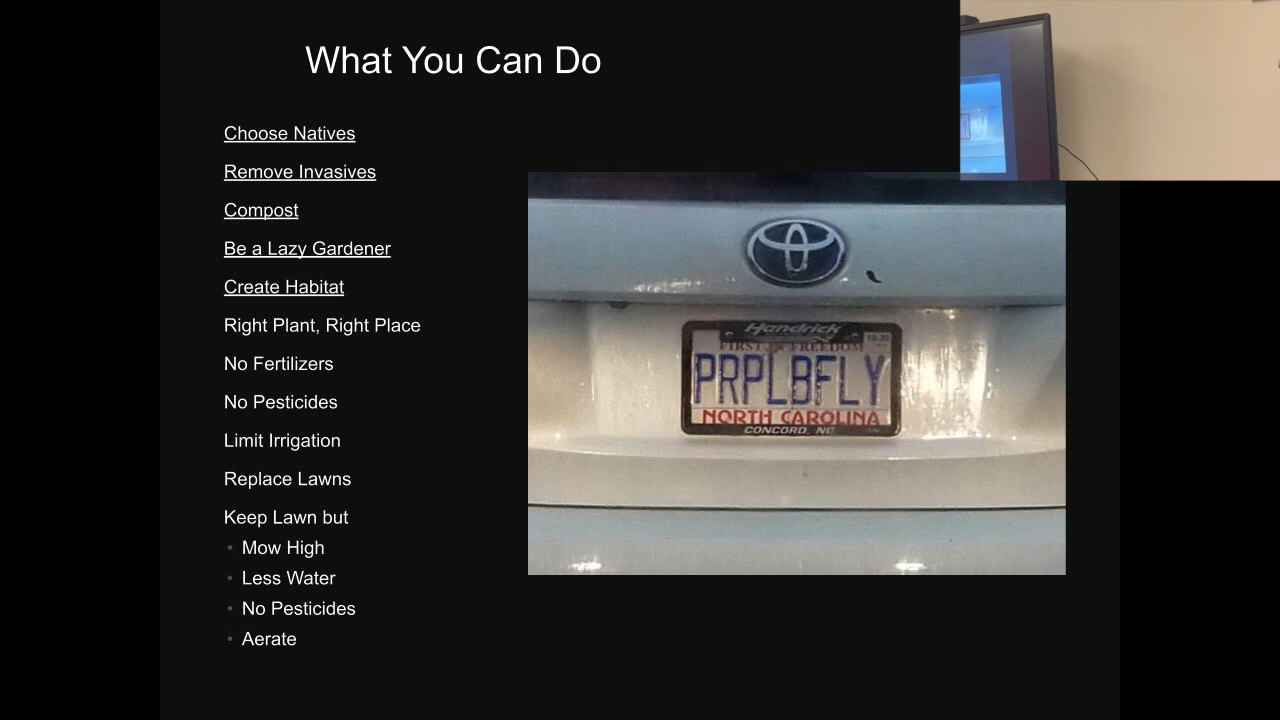 What You Can Do
Choose Natives
Remove Invasives
Compost
Be a Lazy Gardener
Create Habitat
Right Plant, Right Place
No Fertilizers
No Pesticides
Limit Irrigation
Replace Lawns
Keep Lawn but
• Mow High
• Less Water
• No Pesticides
• Aerate
Hendrick
FIRST IN FREEDOM
10-20
PRPLBFLY
NORTH CAROLINA
CONCORD, NC